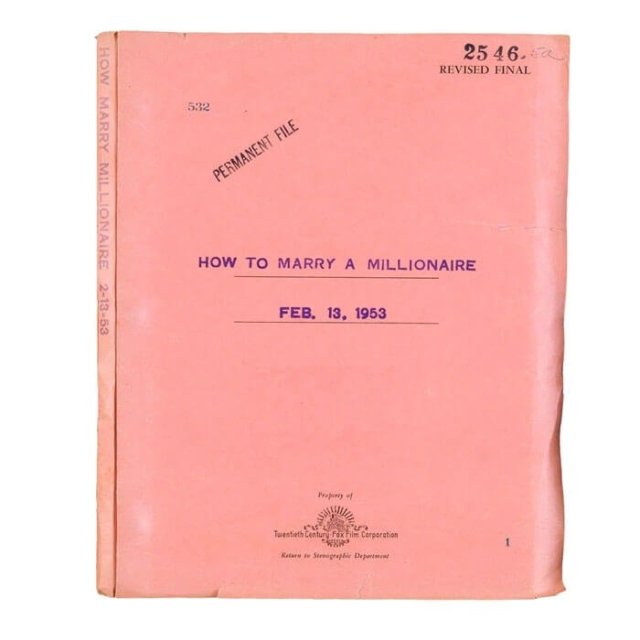 HOW MARRY MILLIONAIRE 2-13-53
2546.
REVISED FINAL
532
PERMANENT FILE
HOW TO MARRY A MILLIONAIRE
FEB. 13, 1953
Property of
Twentieth Century-Fox Film Corporation
Return to Stenographic Department
1